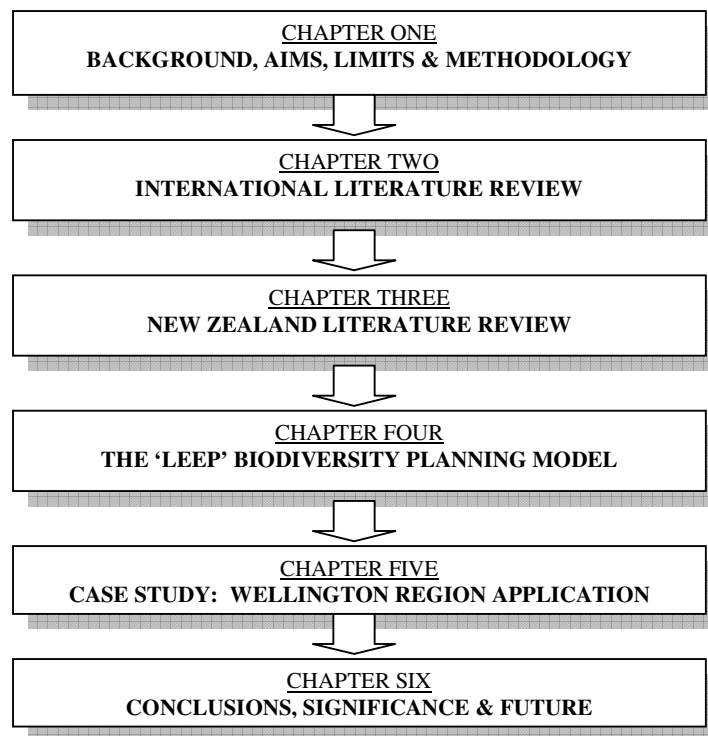 CHAPTER ONE
BACKGROUND, AIMS, LIMITS & METHODOLOGY
CHAPTER TWO
INTERNATIONAL LITERATURE REVIEW
CHAPTER THREE
NEW ZEALAND LITERATURE REVIEW
CHAPTER FOUR
THE ‘LEEP’ BIODIVERSITY PLANNING MODEL
CHAPTER FIVE
CASE STUDY: WELLINGTON REGION APPLICATION
CHAPTER SIX
CONCLUSIONS, SIGNIFICANCE & FUTURE